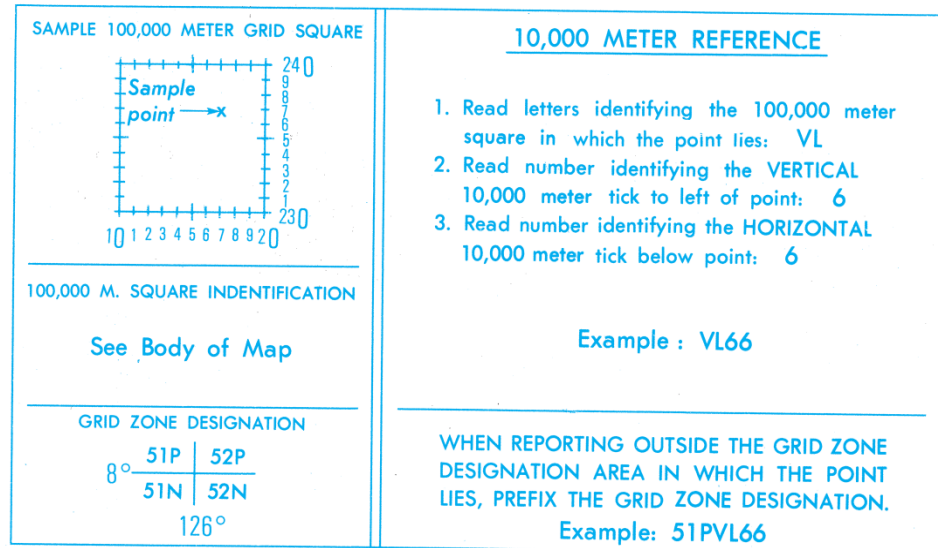 SAMPLE 100,000 METER GRID SQUARE
240
9
Sample
8
point
x
7
6
5
4
3
2
1
230
10 1 2 3 4 5 6 7 8 9 20
100,000 M. SQUARE INDENTIFICATION
See Body of Map
GRID ZONE DESIGNATION
51P 52P
8°
51N 52N
126°
10,000 METER REFERENCE
1. Read letters identifying the 100,000 meter
square in which the point lies: VL
2. Read number identifying the VERTICAL
10,000 meter tick to left of point: 6
3. Read number identifying the HORIZONTAL
10,000 meter tick below point: 6
Example : VL66
WHEN REPORTING OUTSIDE THE GRID ZONE
DESIGNATION AREA IN WHICH THE POINT
LIES, PREFIX THE GRID ZONE DESIGNATION.
Example: 51PVL66